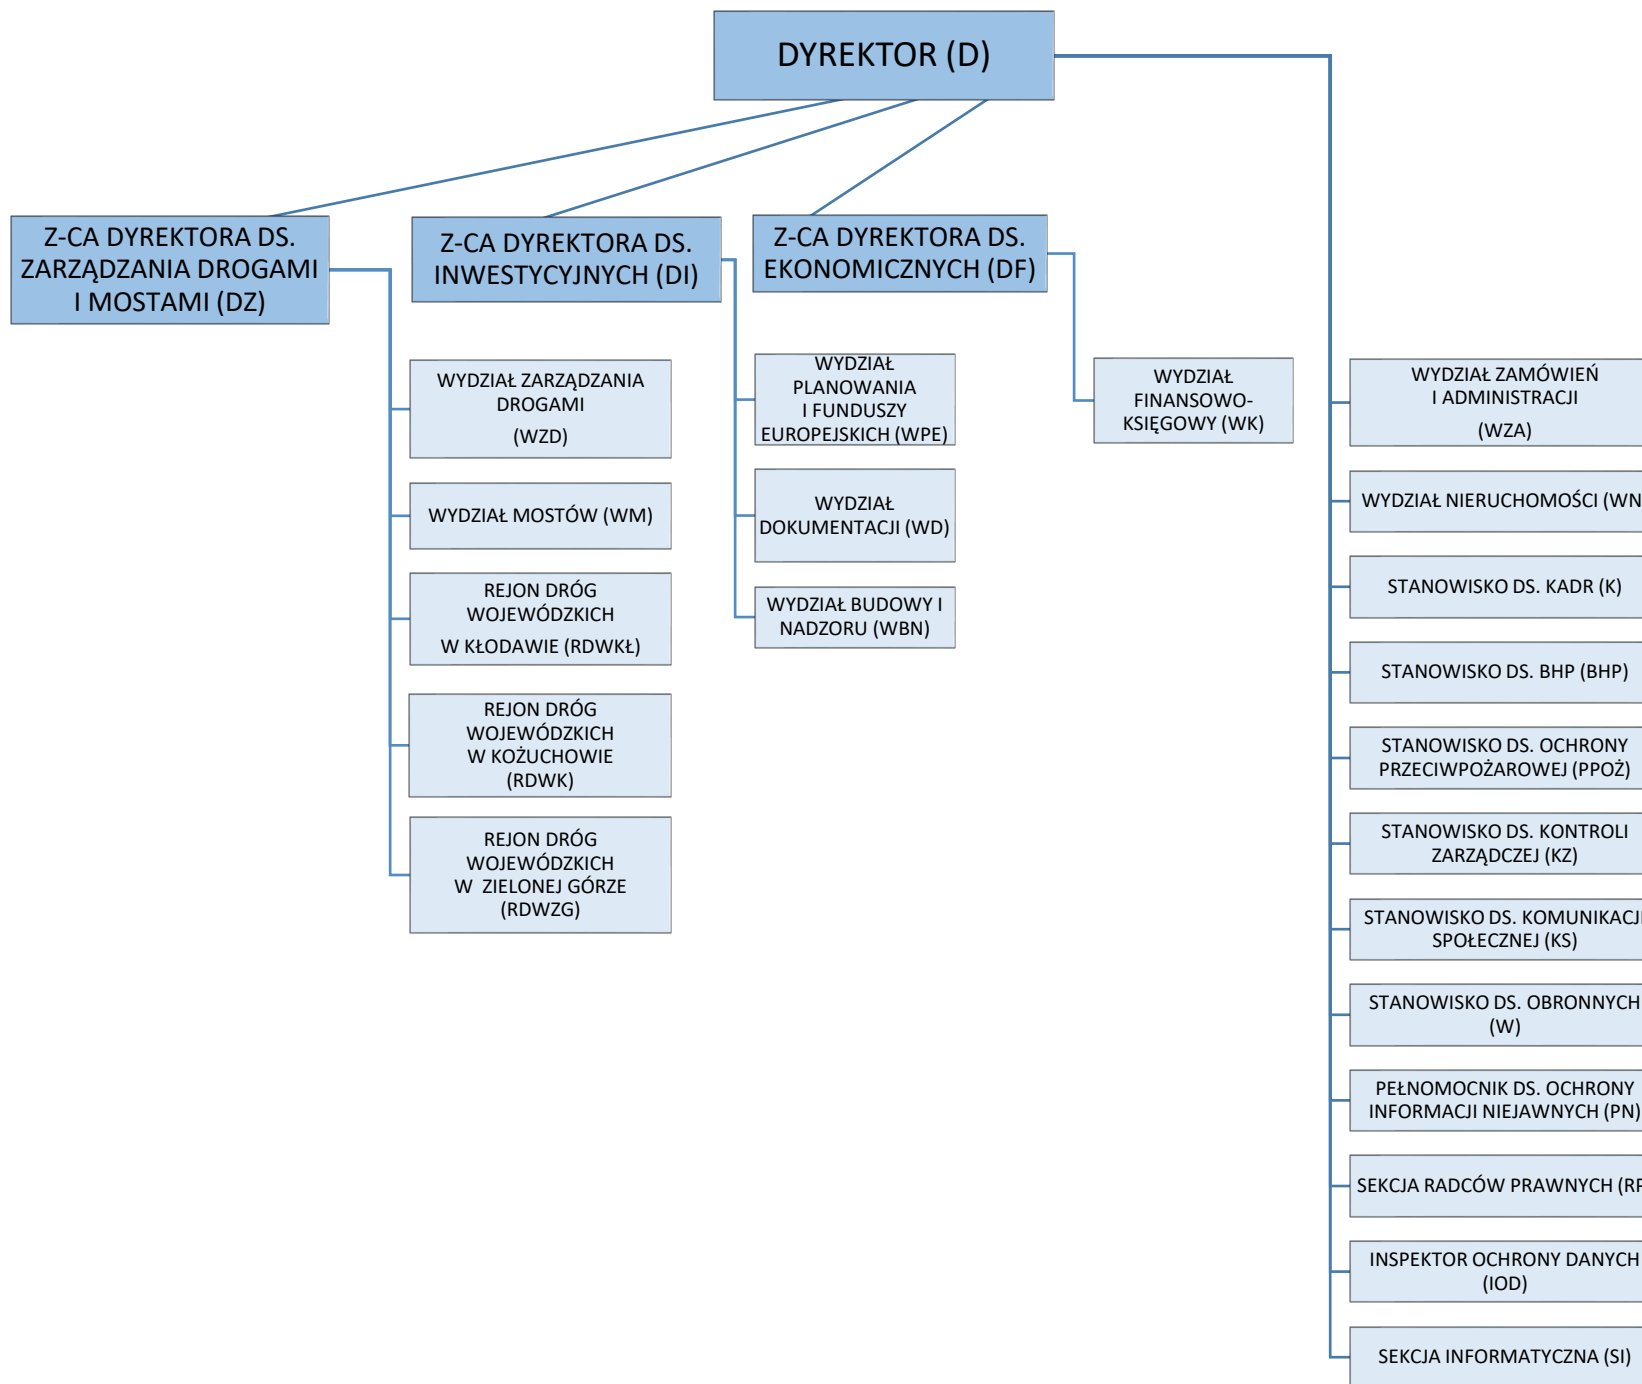 DYREKTOR (D)
Z-CA DYREKTORA DS.
ZARZĄDZANIA DROGAMI
I MOSTAMI (DZ)
Z-CA DYREKTORA DS.
INWESTYCYJNYCH (DI)
Z-CA DYREKTORA DS.
EKONOMICZNYCH (DF)
WYDZIAŁ ZARZĄDZANIA
DROGAMI
(WZD)
WYDZIAŁ MOSTÓW (WM)
REJON DRÓG
WOJEWÓDZKICH
W KŁODAWIE (RDWKŁ)
REJON DRÓG
WOJEWÓDZKICH
W KOŻUCHOWIE
(RDWK)
REJON DRÓG
WOJEWÓDZKICH
W ZIELONEJ GÓRZE
(RDWZG)
WYDZIAŁ
PLANOWANIA
I FUNDUSZY
EUROPEJSKICH (WPE)
WYDZIAŁ
DOKUMENTACJI (WD)
WYDZIAŁ BUDOWY I
NADZORU (WBN)
WYDZIAŁ
FINANSOWO-
KSIĘGOWY (WK)
WYDZIAŁ ZAMÓWIEŃ
I ADMINISTRACJI
(WZA)
WYDZIAŁ NIERUCHOMOŚCI (WN
STANOWISKO DS. KADR (K)
STANOWISKO DS. BHP (BHP)
STANOWISKO DS. OCHRONY
PRZECIWPOŻAROWEJ (PPOŻ)
STANOWISKO DS. KONTROLI
ZARZĄDCZEJ (KZ)
STANOWISKO DS. KOMUNIKACJI
SPOŁECZNEJ (KS)
STANOWISKO DS. OBRONNYCH
(W)
PEŁNOMOCNIK DS. OCHRONY
INFORMACJI NIEJAWNYCH (PN)
SEKCJA RADCÓW PRAWNYCH (RP
INSPEKTOR OCHRONY DANYCH
(IOD)
SEKCJA INFORMATYCZNA (SI)